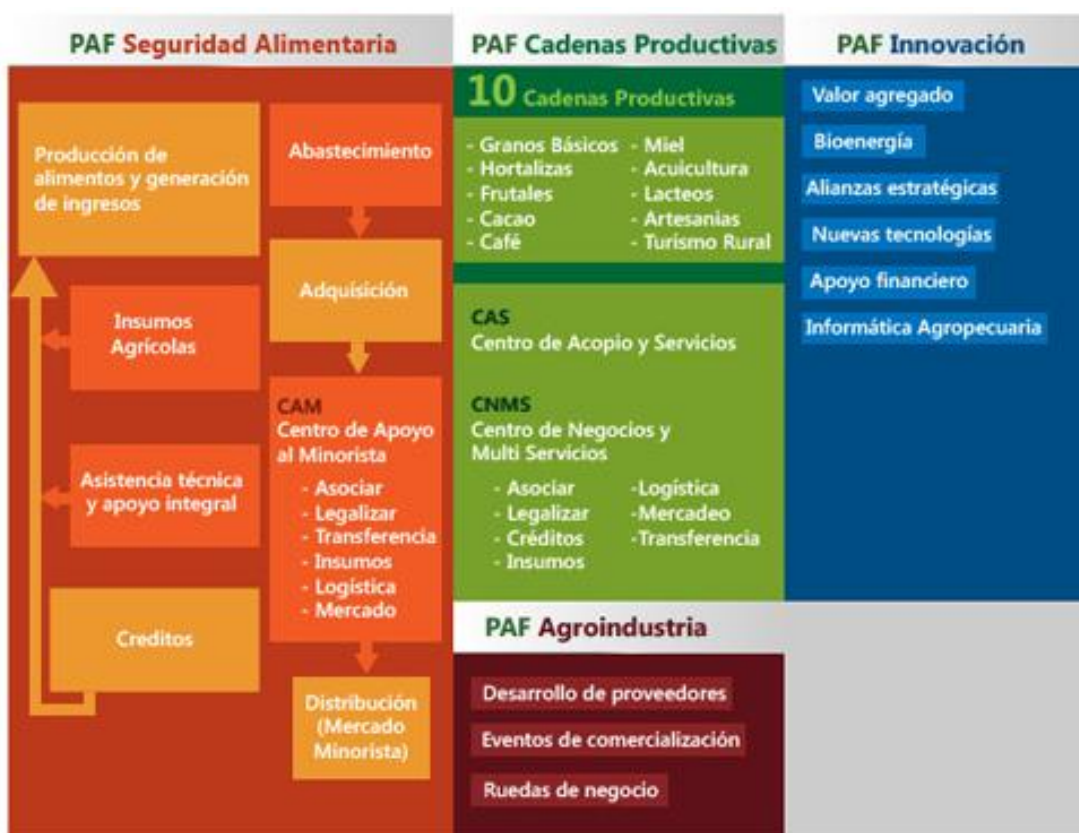 PAF Seguridad Alimentaria
Producción de
alimentos y generación
de ingresos
Insumos
Agrícolas
Asistencia técnica
y apoyo integral
Creditos
Abastecimiento
Adquisición
CAM
Centro de Apoyo
al Minorista
- Asociar
- Legalizar
- Transferencia
- Insumos
- Logística
- Mercado
Distribución
(Mercado
Minorista)
PAF Cadenas Productivas
10 Cadenas Productivas
- Granos Básicos
- Hortalizas
- Frutales
- Cacao
- Café
- Miel
- Acuicultura
- Lacteos
- Artesanias
- Turismo Rural
CAS
Centro de Acopio y Servicios
CNMS
Centro de Negocios y
Multi Servicios
- Asociar
- Legalizar
- Créditos
- Insumos
-Logística
-Mercadeo
-Transferencia
PAF Agroindustria
Desarrollo de proveedores
Eventos de comercialización
Ruedas de negocio
PAF Innovación
Valor agregado
Bioenergía
Alianzas estratégicas
Nuevas tecnologías
Apoyo financiero
Informática Agropecuaria